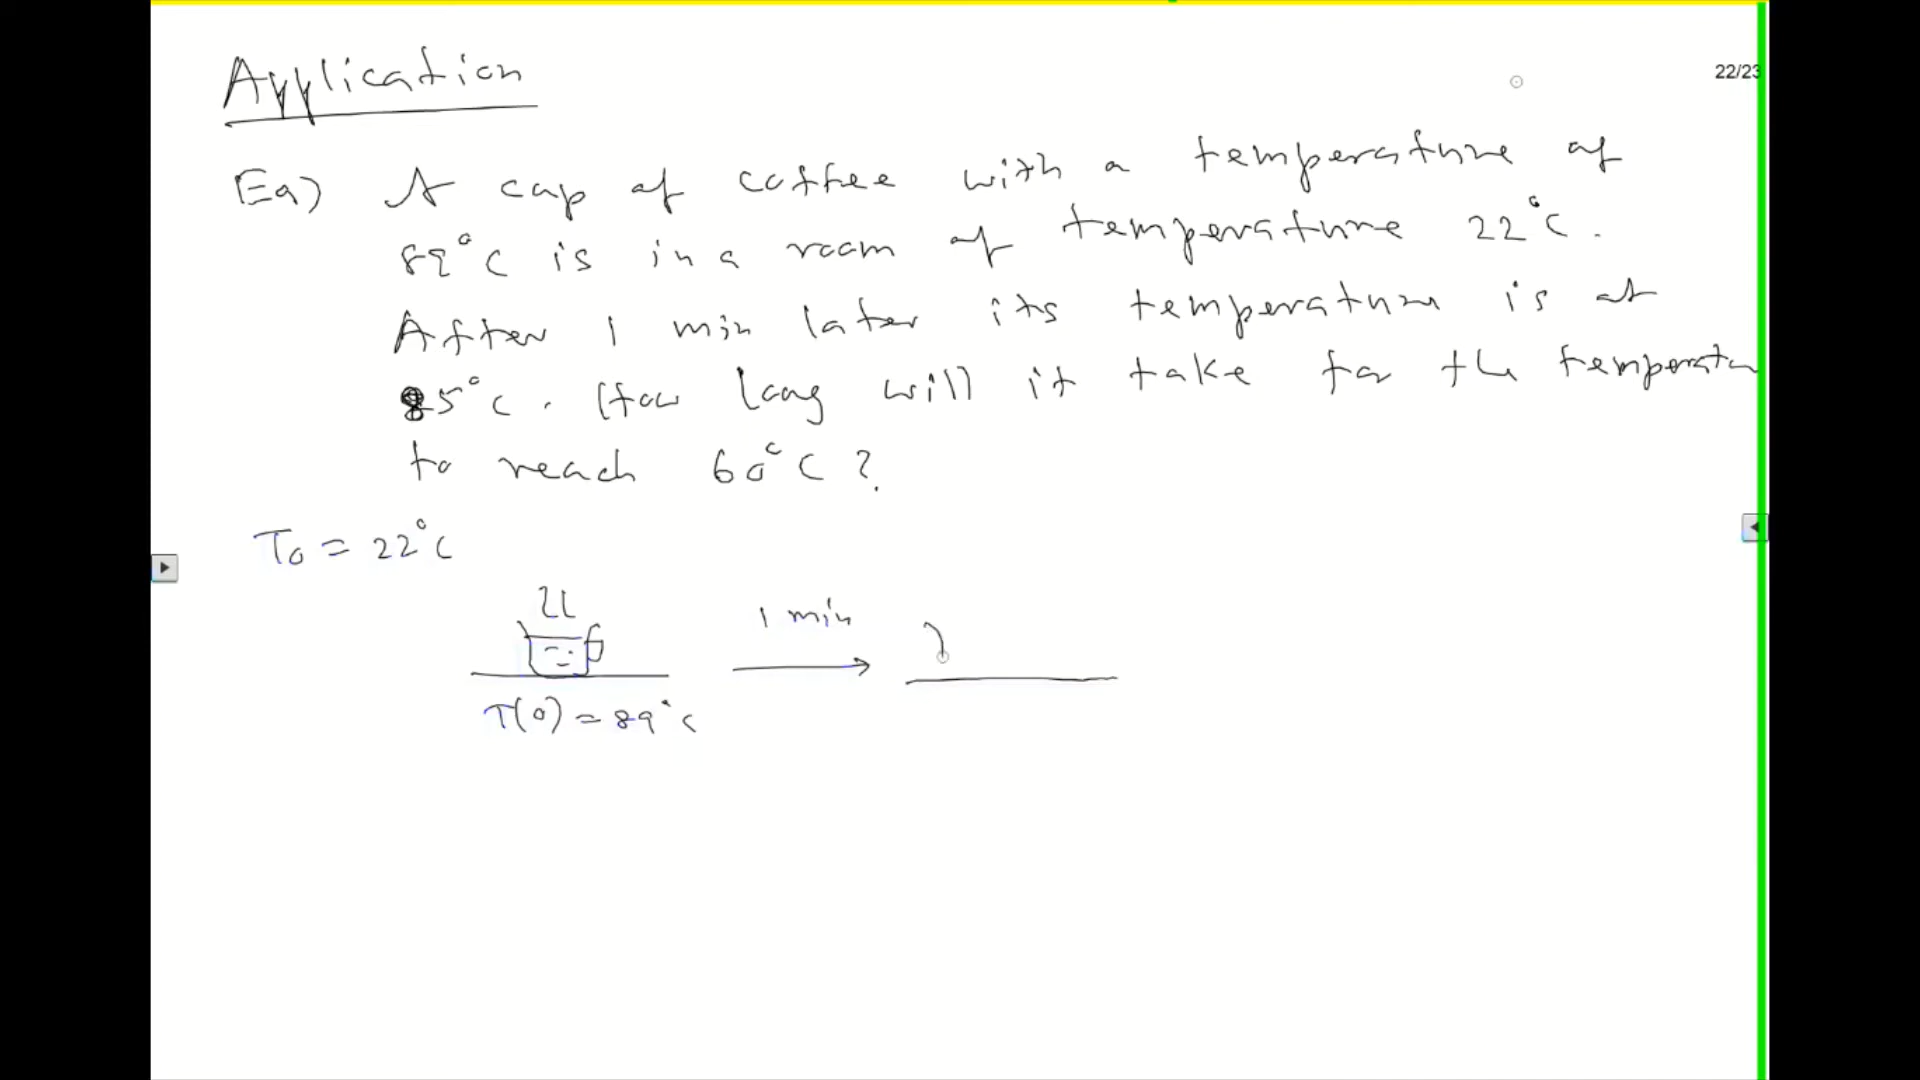 Application
22/23
Ex) A cup of coffee with a temperature of
89°C is in a room of temperature 22°C.
After 1 min later its temperature is at
85°C. How long will it take for the temperatu
to reach 60°C?
T0 = 22°C
1 min
T(0) = 89°C